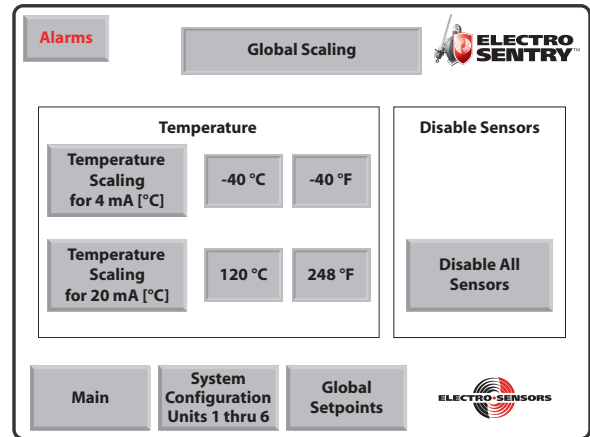 Alarms
Global Scaling
ELECTRO
SENTRY™
Temperature
Temperature
Scaling
for 4 mA [°C]
-40 °C
-40 °F
Temperature
Scaling
for 20 mA [°C]
120 °C
248 °F
Disable Sensors
Disable All
Sensors
Main
System
Configuration
Units 1 thru 6
Global
Setpoints
ELECTRO•SENSORS